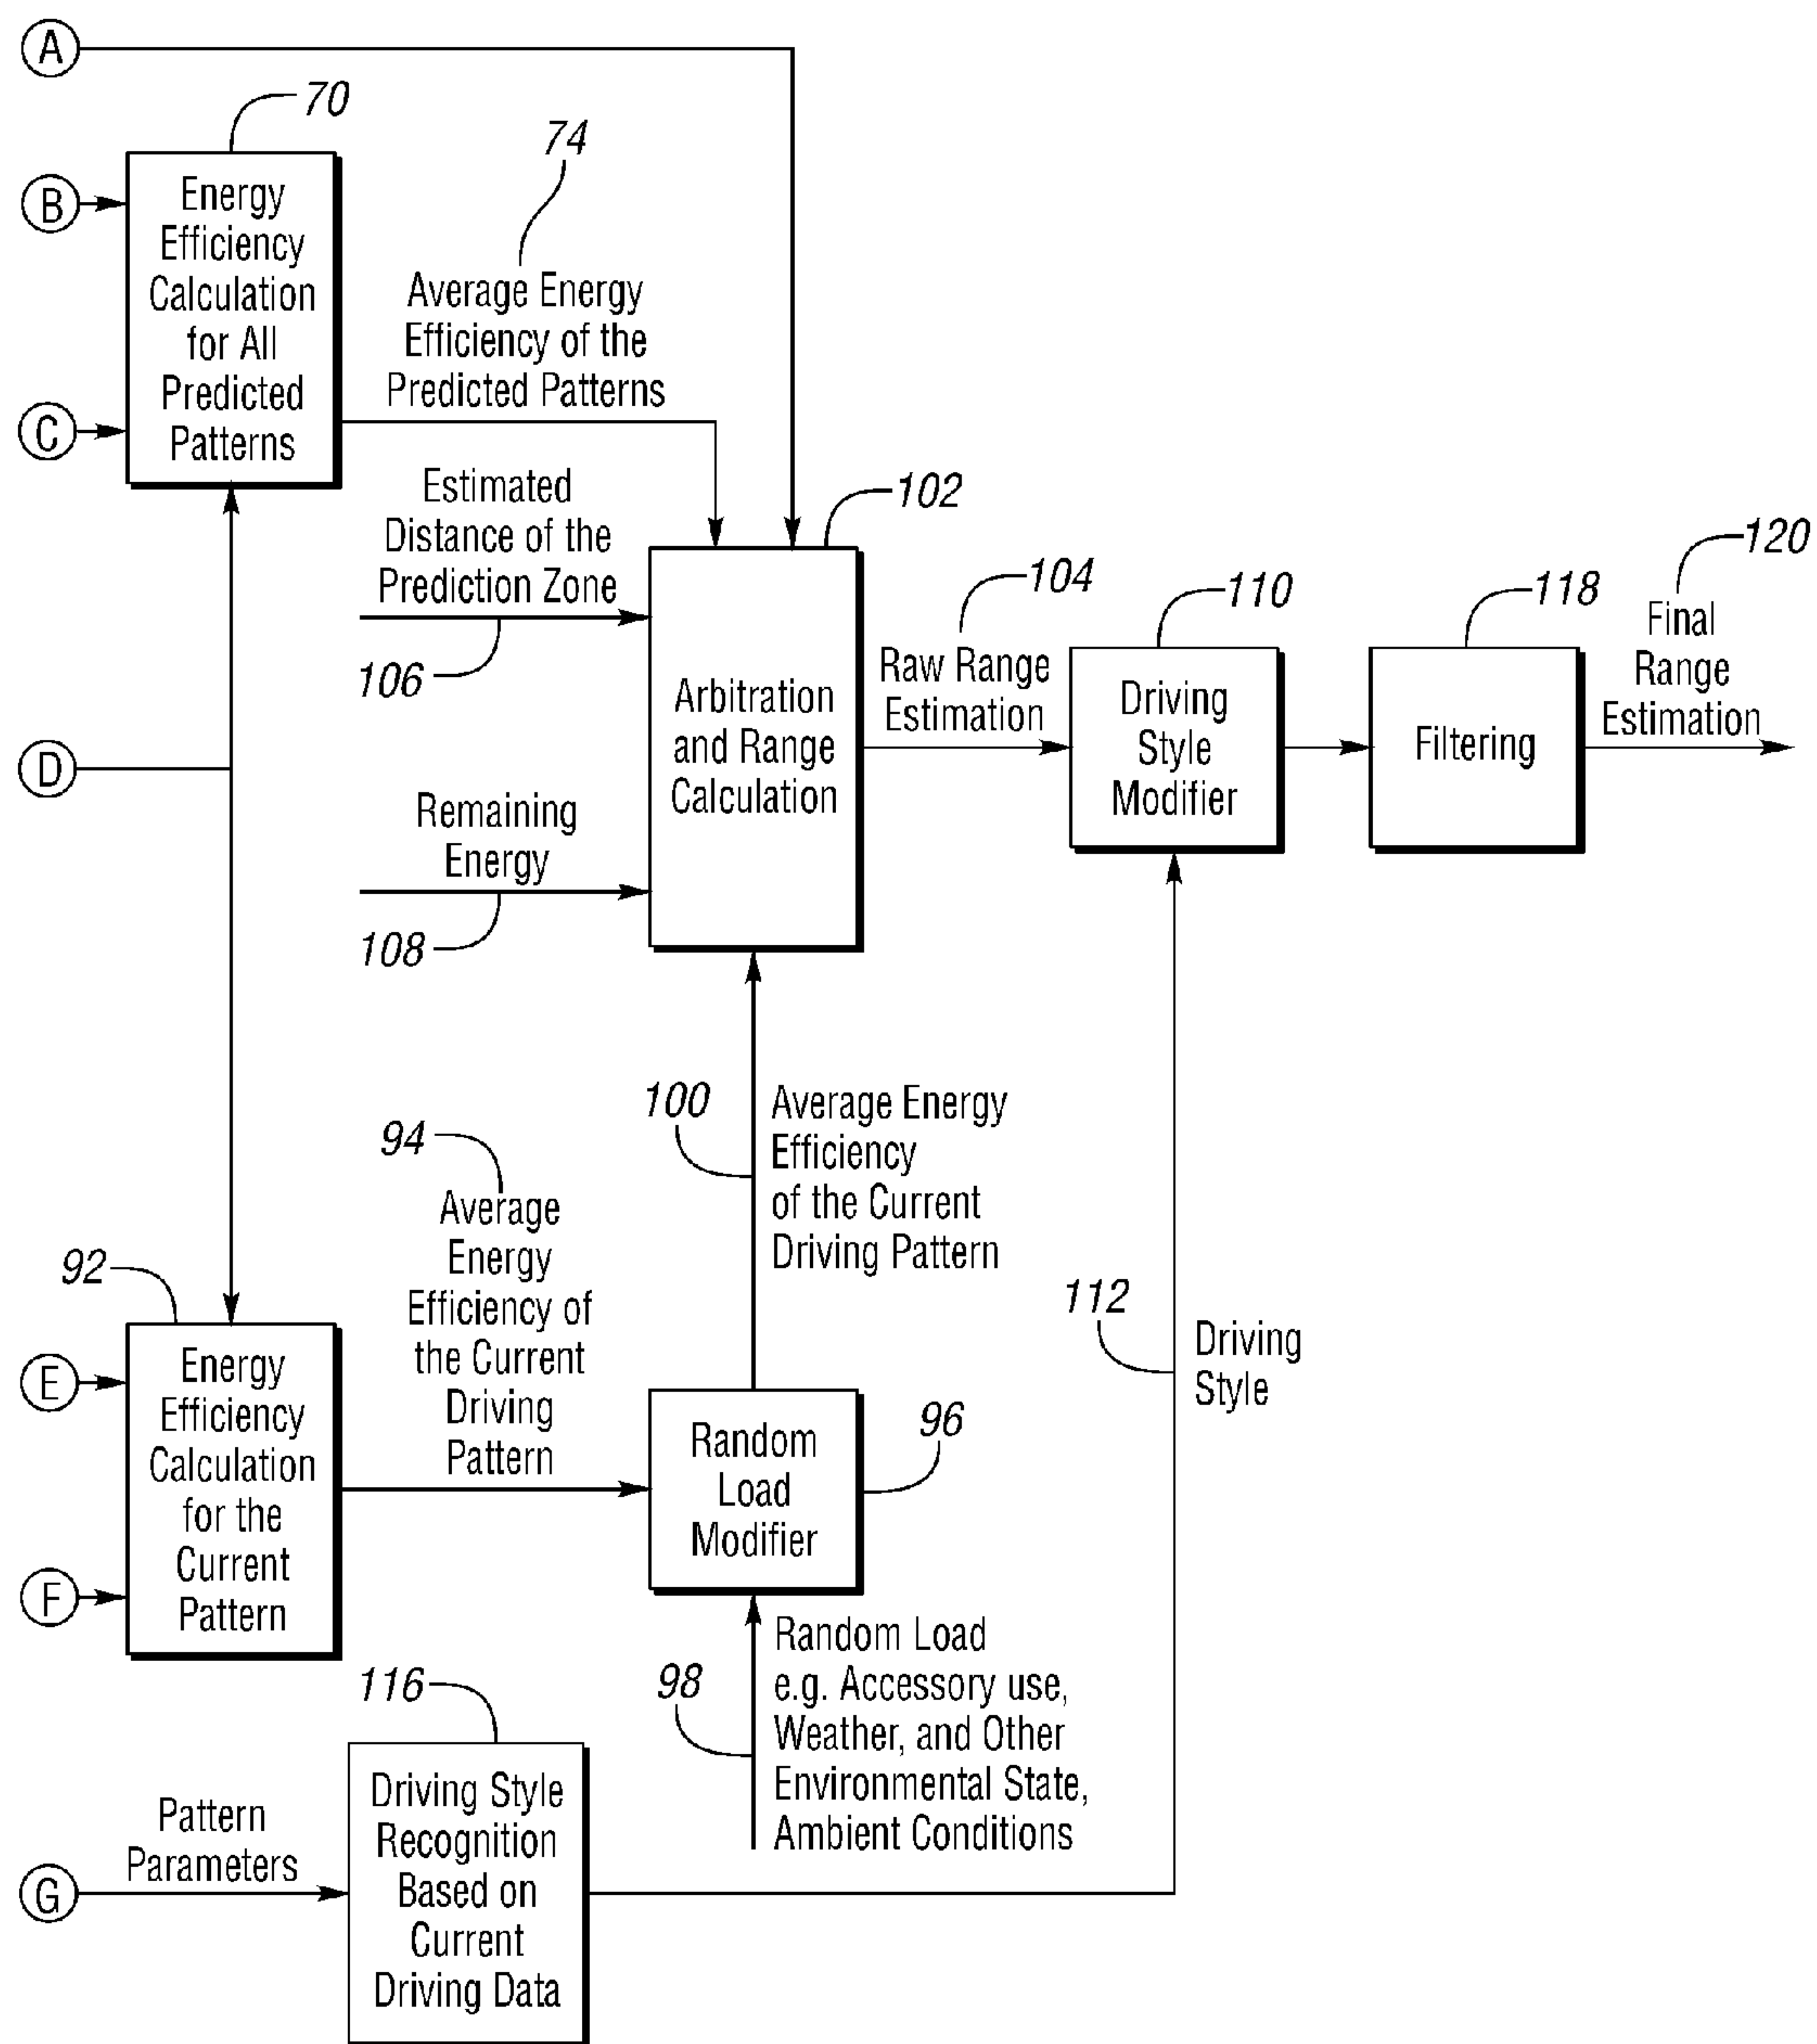 A
70
B
Energy
Efficiency
Calculation
for All
Predicted
Patterns
C
74
Average Energy
Efficiency of the
Predicted Patterns
Estimated
Distance of the
Prediction Zone
106
102
Arbitration
and Range
Calculation
D
Remaining
Energy
108
104
Raw Range
Estimation
110
Driving
Style
Modifier
118
Filtering
120
Final
Range
Estimation
100
Average Energy
Efficiency
of the Current
Driving Pattern
94
Average
Energy
Efficiency of
the Current
Driving
Pattern
92
E
Energy
Efficiency
Calculation
for the
Current
Pattern
F
Random
Load
Modifier
96
112
Driving
Style
98
Random Load
e.g. Accessory use,
Weather, and Other
Environmental State,
Ambient Conditions
116
G
Pattern
Parameters
Driving Style
Recognition
Based on
Current
Driving Data